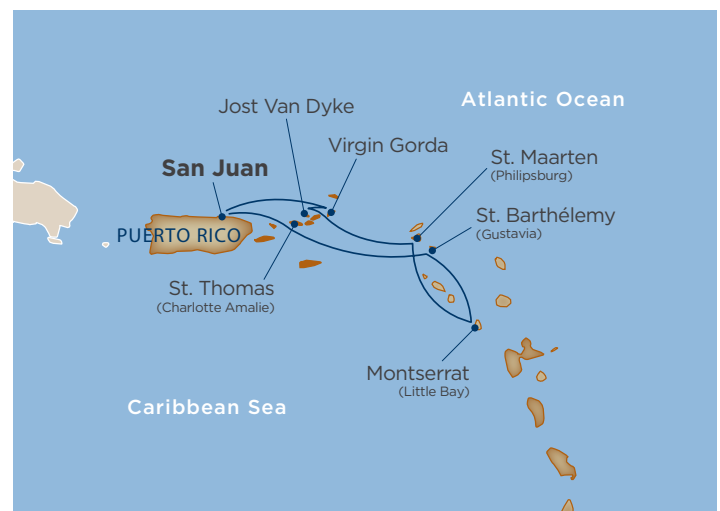 Atlantic Ocean
Jost Van Dyke
Virgin Gorda
San Juan
St. Maarten
(Philipsburg)
St. Barthélemy
(Gustavia)
PUERTO RICO
St. Thomas
(Charlotte Amalie)
Montserrat
(Little Bay)
Caribbean Sea